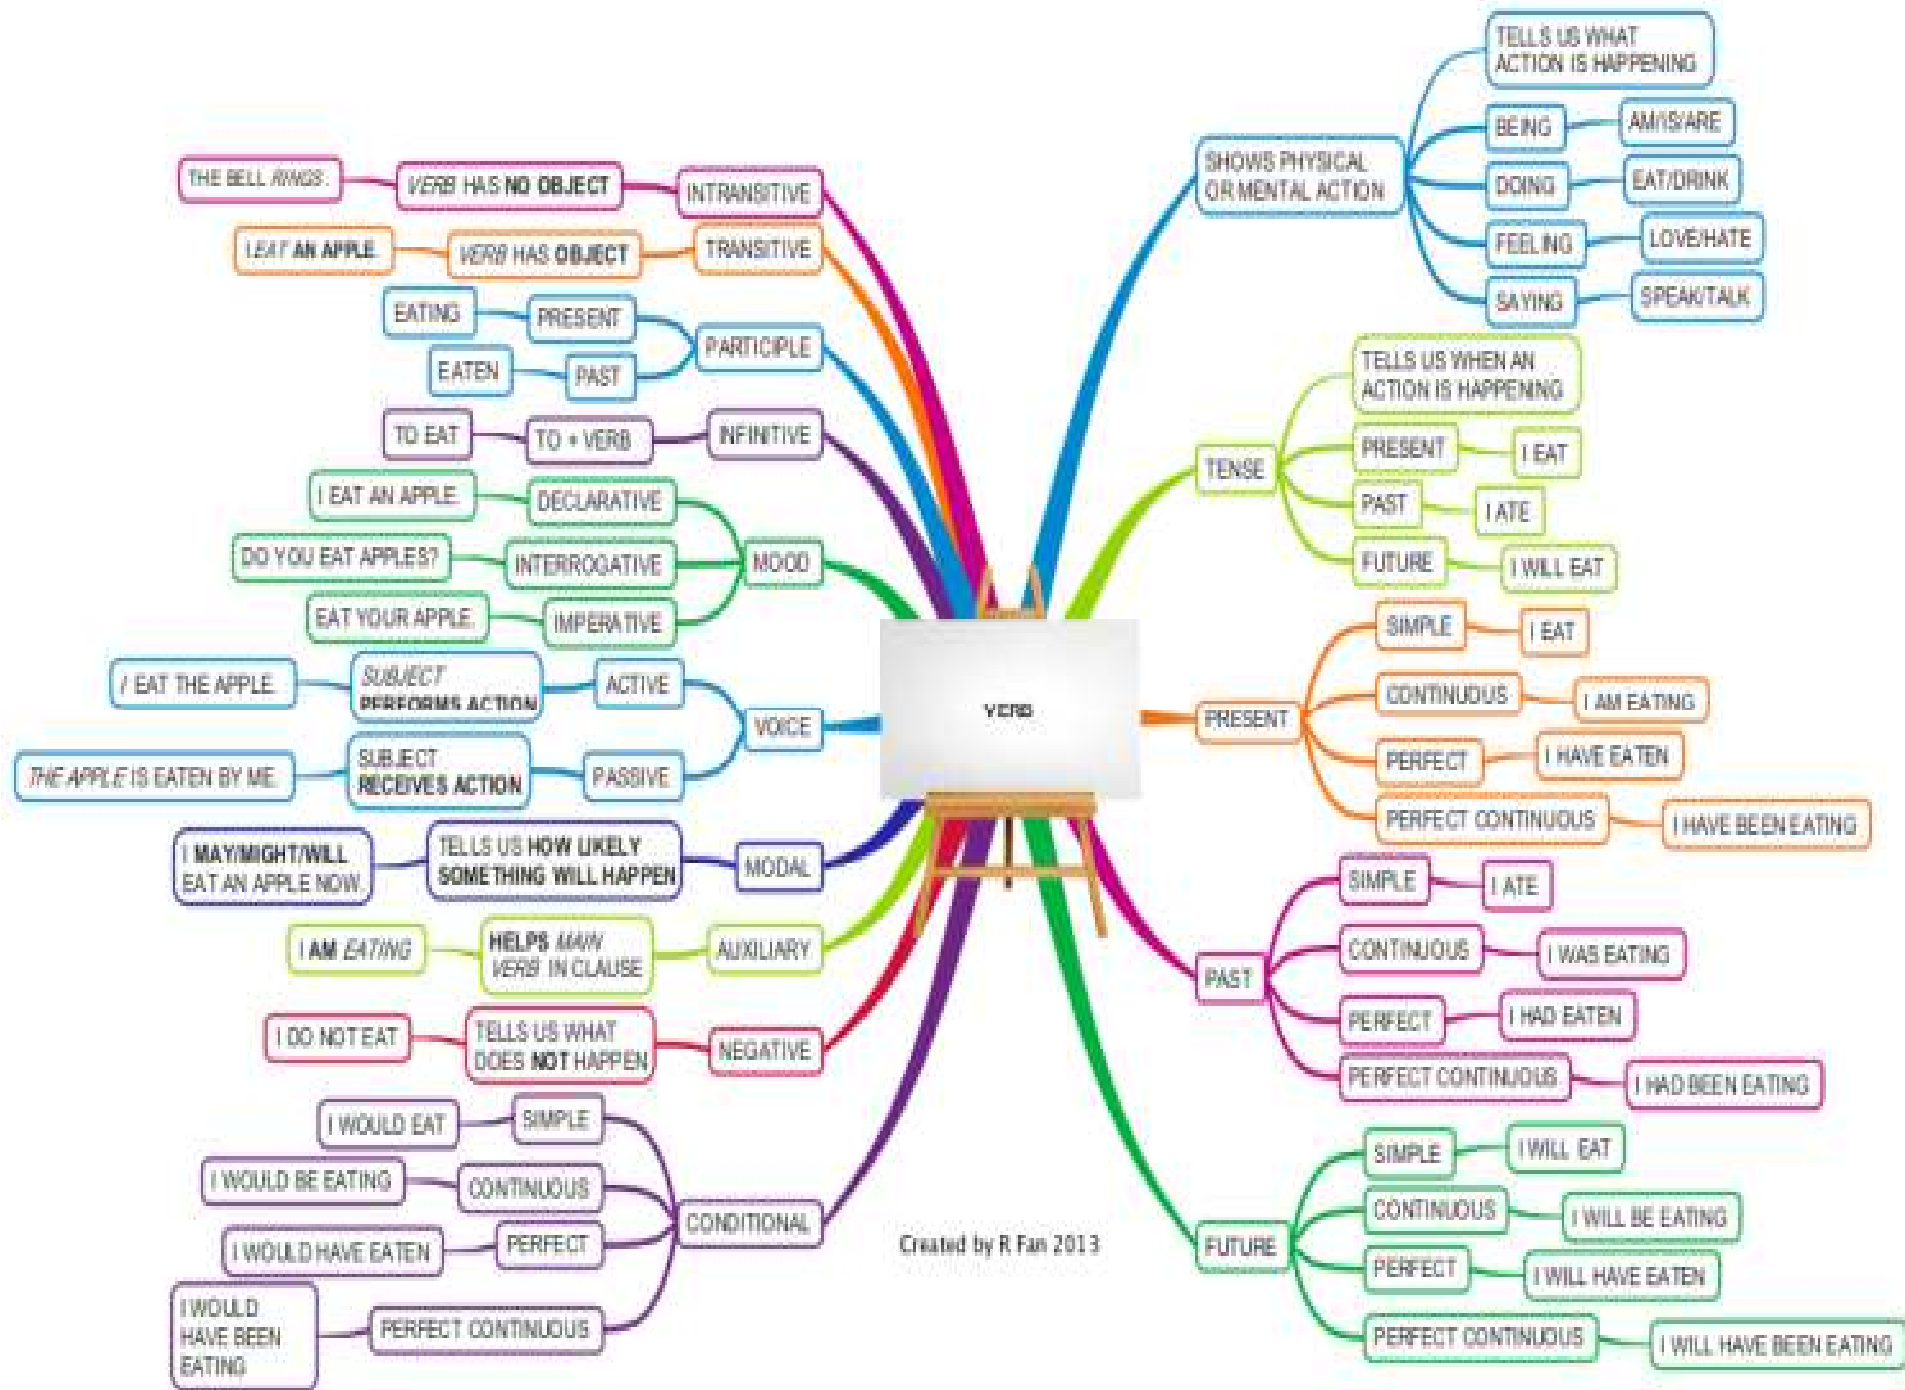 VERB
SHOWS PHYSICAL
OR MENTAL ACTION
TELLS US WHAT
ACTION IS HAPPENING
BEING
AM/IS/ARE
DOING
EAT/DRINK
FEELING
LOVE/HATE
SAYING
SPEAK/TALK
TENSE
TELLS US WHEN AN
ACTION IS HAPPENING
PRESENT
I EAT
PAST
I ATE
FUTURE
I WILL EAT
PRESENT
SIMPLE
I EAT
CONTINUOUS
I AM EATING
PERFECT
I HAVE EATEN
PERFECT CONTINUOUS
I HAVE BEEN EATING
PAST
SIMPLE
I ATE
CONTINUOUS
I WAS EATING
PERFECT
I HAD EATEN
PERFECT CONTINUOUS
I HAD BEEN EATING
FUTURE
SIMPLE
I WILL EAT
CONTINUOUS
I WILL BE EATING
PERFECT
I WILL HAVE EATEN
PERFECT CONTINUOUS
I WILL HAVE BEEN EATING
INTRANSITIVE
VERB HAS NO OBJECT
THE BELL RINGS.
TRANSITIVE
VERB HAS OBJECT
I EAT AN APPLE.
PARTICIPLE
PRESENT
EATING
PAST
EATEN
INFINITIVE
TO + VERB
TO EAT
MOOD
DECLARATIVE
I EAT AN APPLE.
INTERROGATIVE
DO YOU EAT APPLES?
IMPERATIVE
EAT YOUR APPLE.
VOICE
ACTIVE
SUBJECT
PERFORMS ACTION
I EAT THE APPLE.
PASSIVE
SUBJECT
RECEIVES ACTION
THE APPLE IS EATEN BY ME.
MODAL
TELLS US HOW LIKELY
SOMETHING WILL HAPPEN
I MAY/MIGHT/WILL
EAT AN APPLE NOW.
AUXILIARY
HELPS MAIN
VERB IN CLAUSE
I AM EATING
NEGATIVE
TELLS US WHAT
DOES NOT HAPPEN
I DO NOT EAT
CONDITIONAL
SIMPLE
I WOULD EAT
CONTINUOUS
I WOULD BE EATING
PERFECT
I WOULD HAVE EATEN
PERFECT CONTINUOUS
I WOULD
HAVE BEEN
EATING
Created by R Fan 2013